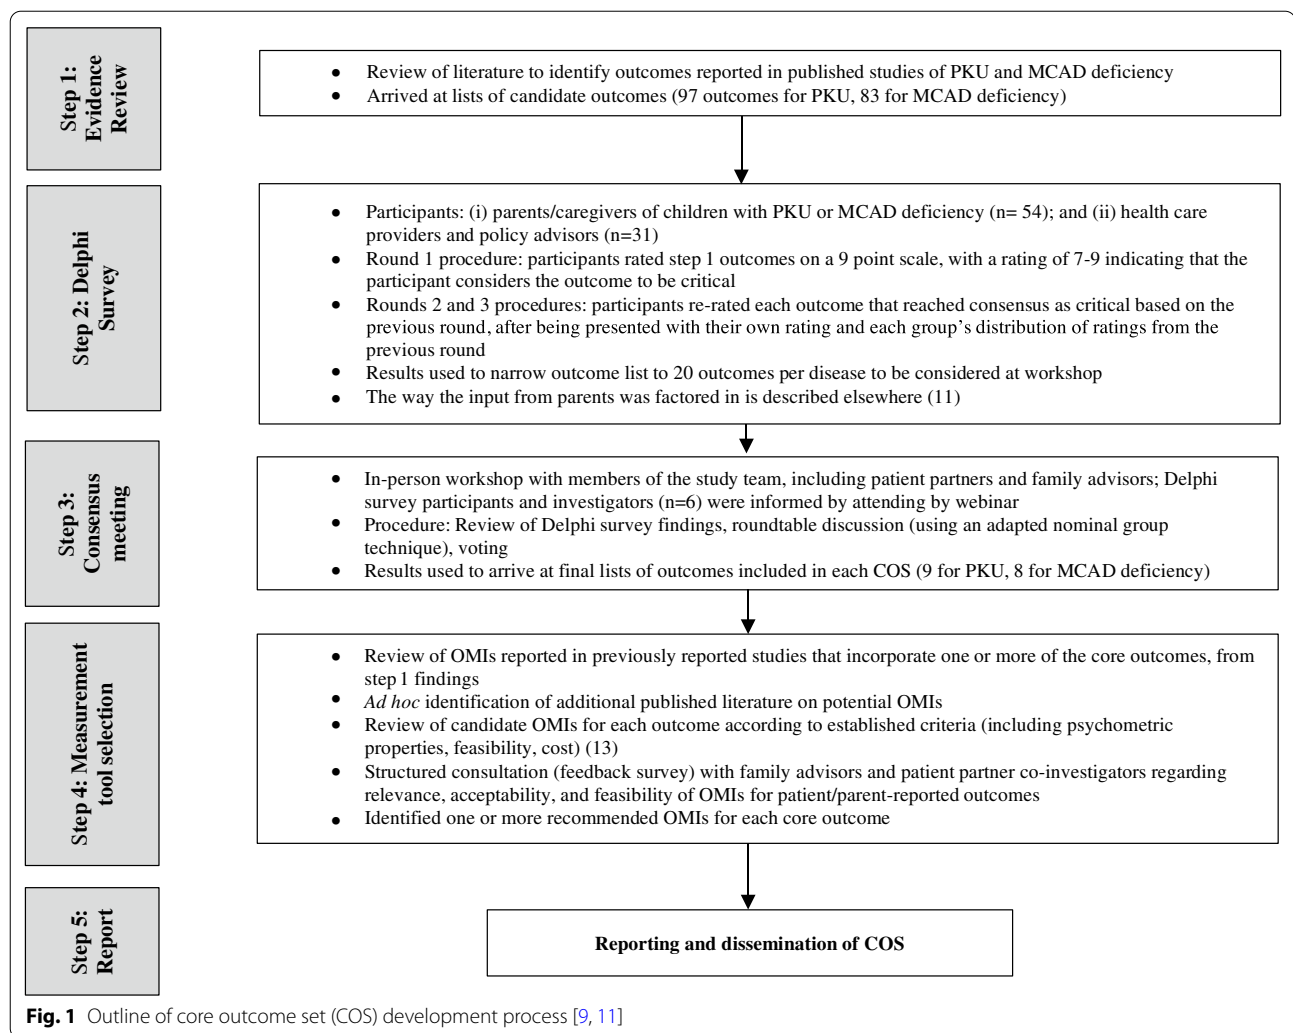 Step 1:
Evidence
Review
• Review of literature to identify outcomes reported in published studies of PKU and MCAD deficiency
• Arrived at lists of candidate outcomes (97 outcomes for PKU, 83 for MCAD deficiency)
Step 2: Delphi
Survey
• Participants: (i) parents/caregivers of children with PKU or MCAD deficiency (n= 54); and (ii) health care
providers and policy advisors (n=31)
• Round 1 procedure: participants rated step 1 outcomes on a 9 point scale, with a rating of 7-9 indicating that the
participant considers the outcome to be critical
• Rounds 2 and 3 procedures: participants re-rated each outcome that reached consensus as critical based on the
previous round, after being presented with their own rating and each group's distribution of ratings from the
previous round
• Results used to narrow outcome list to 20 outcomes per disease to be considered at workshop
• The way the input from parents was factored in is described elsewhere (11)
Step 3:
Consensus
meeting
• In-person workshop with members of the study team, including patient partners and family advisors; Delphi
survey participants and investigators (n=6) were informed by attending by webinar
• Procedure: Review of Delphi survey findings, roundtable discussion (using an adapted nominal group
technique), voting
• Results used to arrive at final lists of outcomes included in each COS (9 for PKU, 8 for MCAD deficiency)
Step 4: Measurement
tool selection
• Review of OMIs reported in previously reported studies that incorporate one or more of the core outcomes, from
step 1 findings
• Ad hoc identification of additional published literature on potential OMIs
• Review of candidate OMIs for each outcome according to established criteria (including psychometric
properties, feasibility, cost) (13)
• Structured consultation (feedback survey) with family advisors and patient partner co-investigators regarding
relevance, acceptability, and feasibility of OMIs for patient/parent-reported outcomes
• Identified one or more recommended OMIs for each core outcome
Step 5:
Report
Reporting and dissemination of COS
Fig. 1 Outline of core outcome set (COS) development process [9, 11]